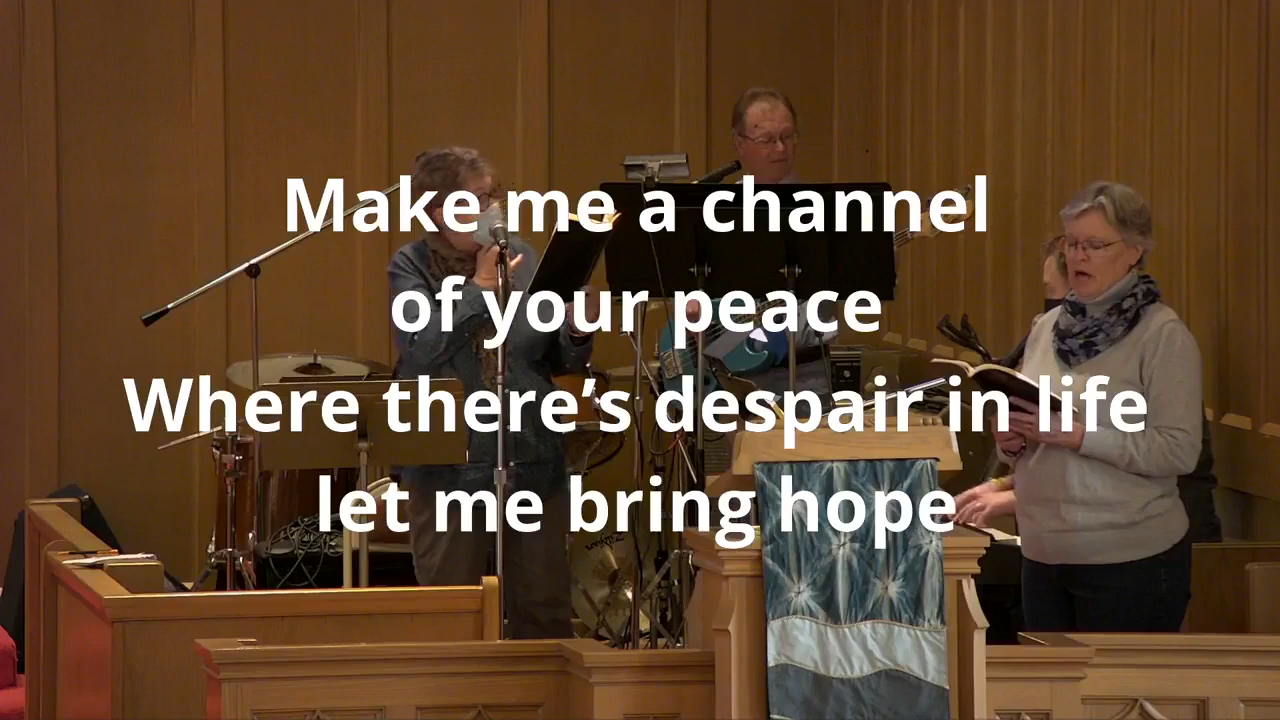 Make me a channel
of your peace
Where there’s despair in life
let me bring hope